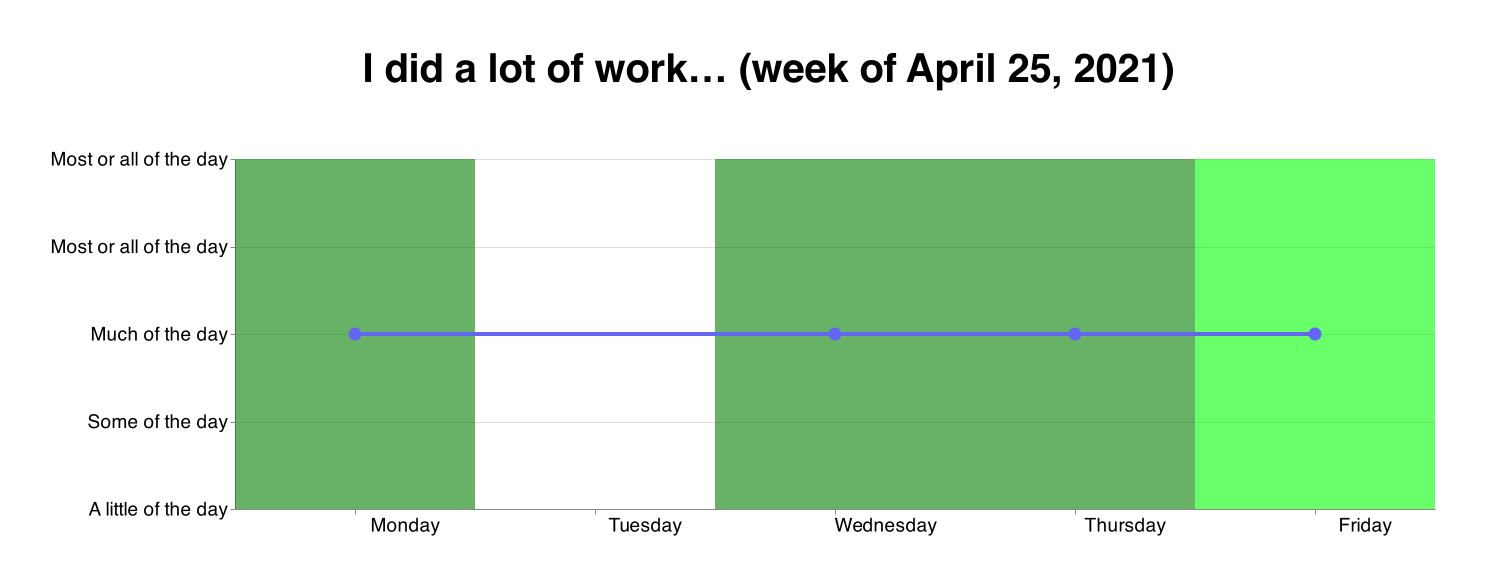 I did a lot of work… (week of April 25, 2021)
Most or all of the day
Most or all of the day
Much of the day
Some of the day
A little of the day
Monday Tuesday Wednesday Thursday Friday